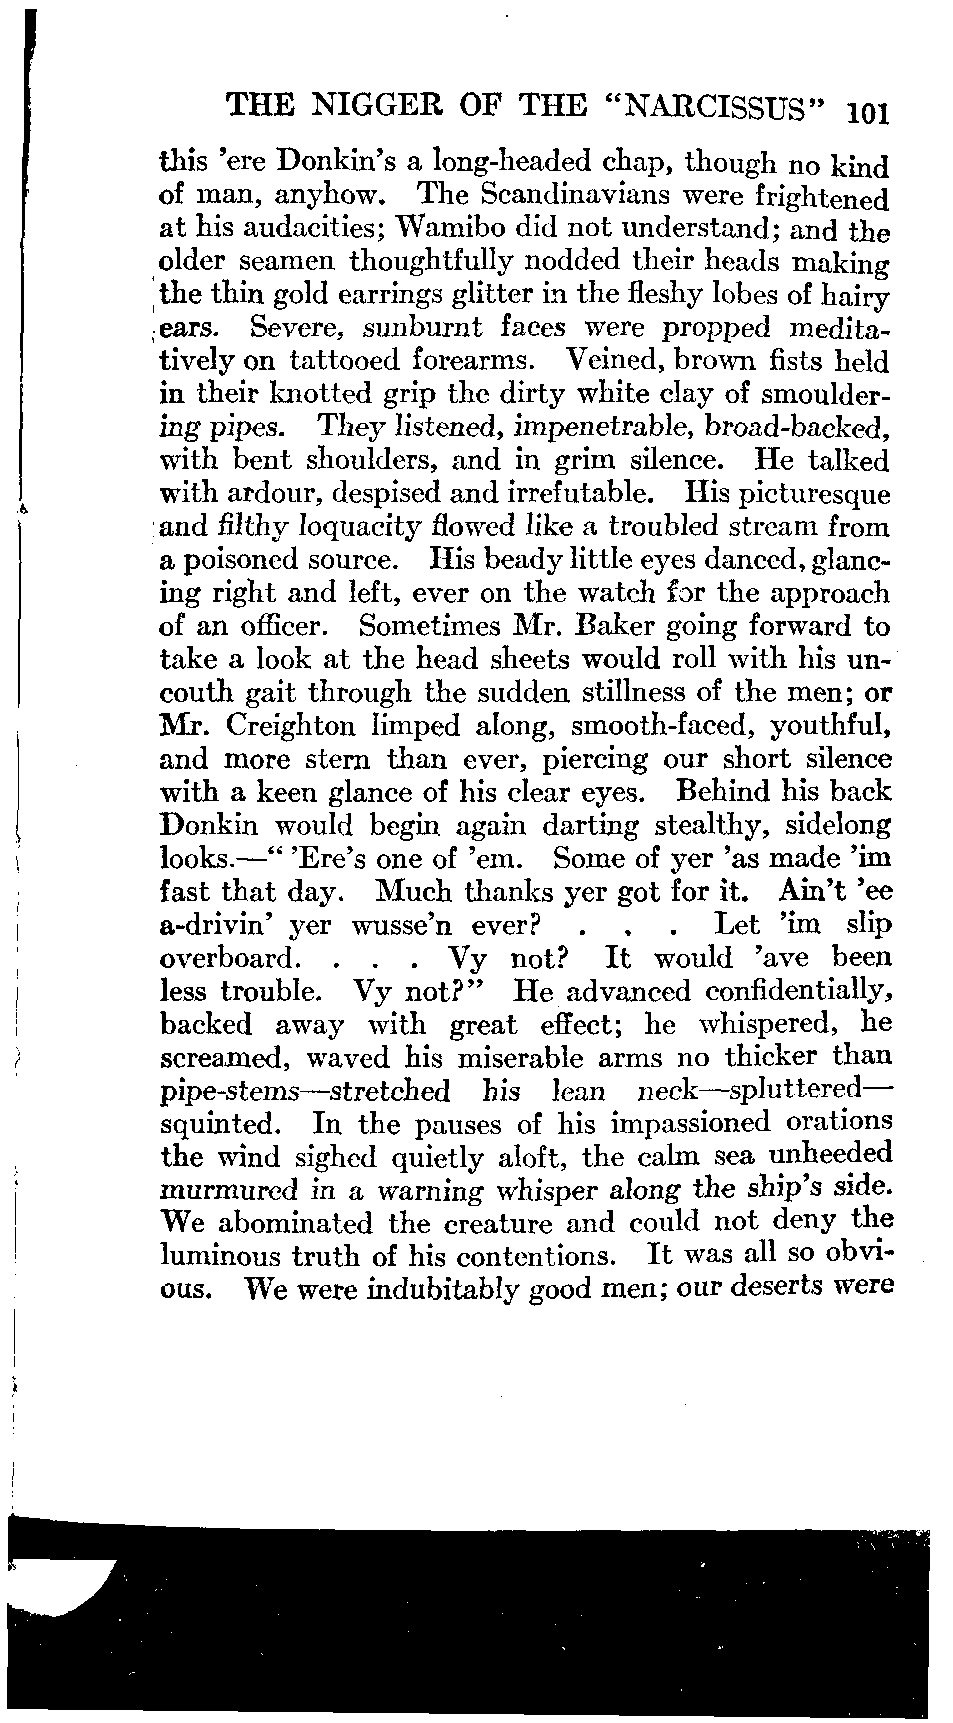 THE NIGGER OF THE “NARCISSUS” 101
this ’ere Donkin’s a long-headed chap, though no kind
of man, anyhow. The Scandinavians were frightened
at his audacities; Wamibo did not understand; and the
older seamen thoughtfully nodded their heads making
the thin gold earrings glitter in the fleshy lobes of hairy
ears. Severe, sunburnt faces were propped medita-
tively on tattooed forearms. Veined, brown fists held
in their knotted grip the dirty white clay of smoulder-
ing pipes. They listened, impenetrable, broad-backed,
with bent shoulders, and in grim silence. He talked
with ardour, despised and irrefutable. His picturesque
and filthy loquacity flowed like a troubled stream from
a poisoned source. His beady little eyes danced, glanc-
ing right and left, ever on the watch for the approach
of an officer. Sometimes Mr. Baker going forward to
take a look at the head sheets would roll with his un-
couth gait through the sudden stillness of the men; or
Mr. Creighton limped along, smooth-faced, youthful,
and more stern than ever, piercing our short silence
with a keen glance of his clear eyes. Behind his back
Donkin would begin again darting stealthy, sidelong
looks.—“ ’Ere’s one of ’em. Some of yer ’as made ’im
fast that day. Much thanks yer got for it. Ain’t ’ee
a-drivin’ yer wusse’n ever? . . . Let ’im slip
overboard. . . . Vy not? It would ’ave been
less trouble. Vy not?” He advanced confidentially,
backed away with great effect; he whispered, he
screamed, waved his miserable arms no thicker than
pipe-stems—stretched his lean neck—spluttered—
squinted. In the pauses of his impassioned orations
the wind sighed quietly aloft, the calm sea unheeded
murmured in a warning whisper along the ship’s side.
We abominated the creature and could not deny the
luminous truth of his contentions. It was all so obvi-
ous. We were indubitably good men; our deserts were